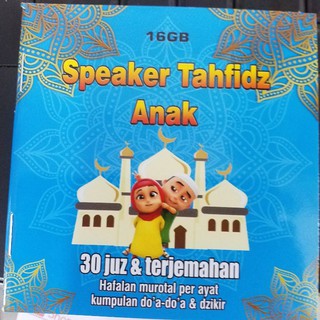 16GB
Speaker Tahfidz
Anak
30 juz & terjemahan
Hafalan murotal per ayat
kumpulan do'a-do'a & dzikir